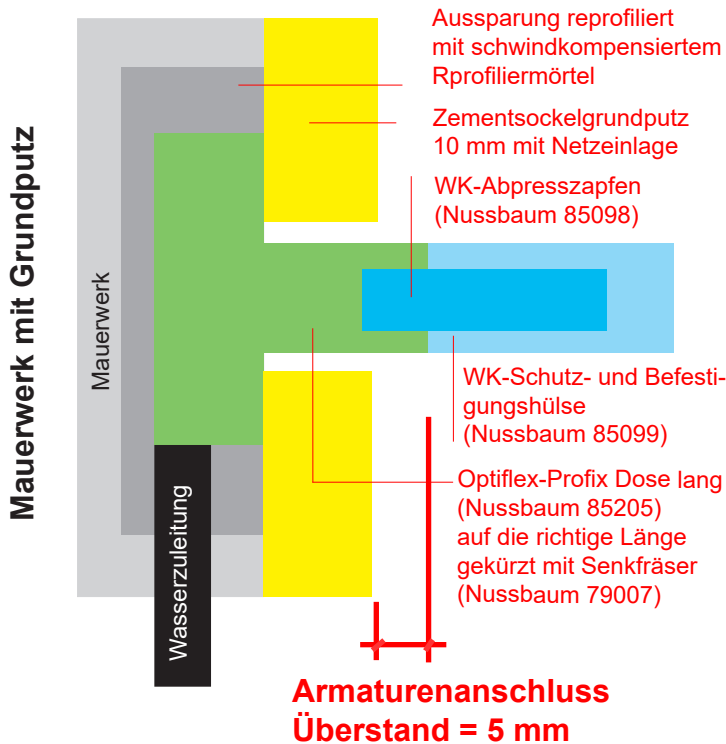 Mauerwerk mit Grundputz
Mauerwerk
Wasserzuleitung
Aussparung reprofiliert
mit schwindkompensiertem
Rprofiliermörtel
Zementsockelgrundputz
10 mm mit Netzeinlage
WK-Abpresszapfen
(Nussbaum 85098)
WK-Schutz- und Befesti-
gungshülse
(Nussbaum 85099)
Optiflex-Profix Dose lang
(Nussbaum 85205)
auf die richtige Länge
gekürzt mit Senkfräser
(Nussbaum 79007)
Armaturenanschluss
Überstand = 5 mm